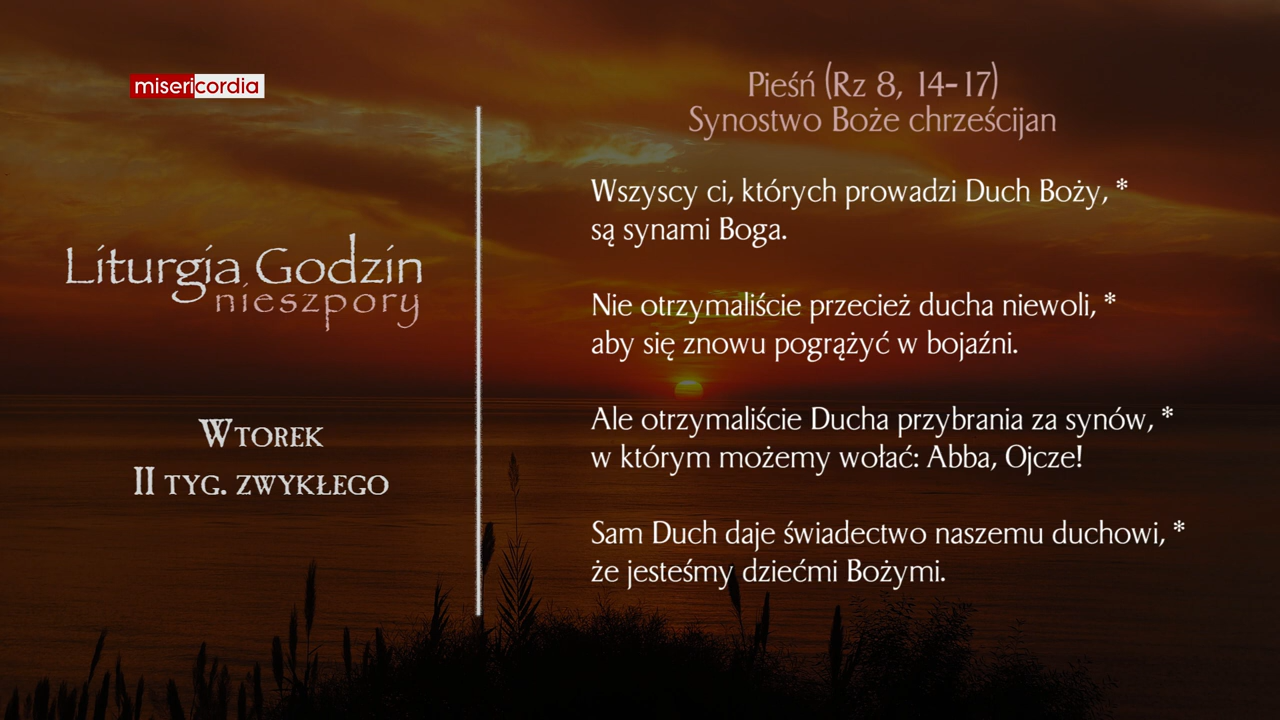 misericordia
Liturgia Godzin
nieszpory
Wtorek
II tyg. zwykłego
Pieśń (Rz 8, 14-17)
Synostwo Boże chrześcijan
Wszyscy ci, których prowadzi Duch Boży, *
są synami Boga.
Nie otrzymaliście przecież ducha niewoli, *
aby się znowu pogrążyć w bojaźni.
Ale otrzymaliście Ducha przybrania za synów, *
w którym możemy wołać: Abba, Ojcze!
Sam Duch daje świadectwo naszemu duchowi, *
że jesteśmy dziećmi Bożymi.